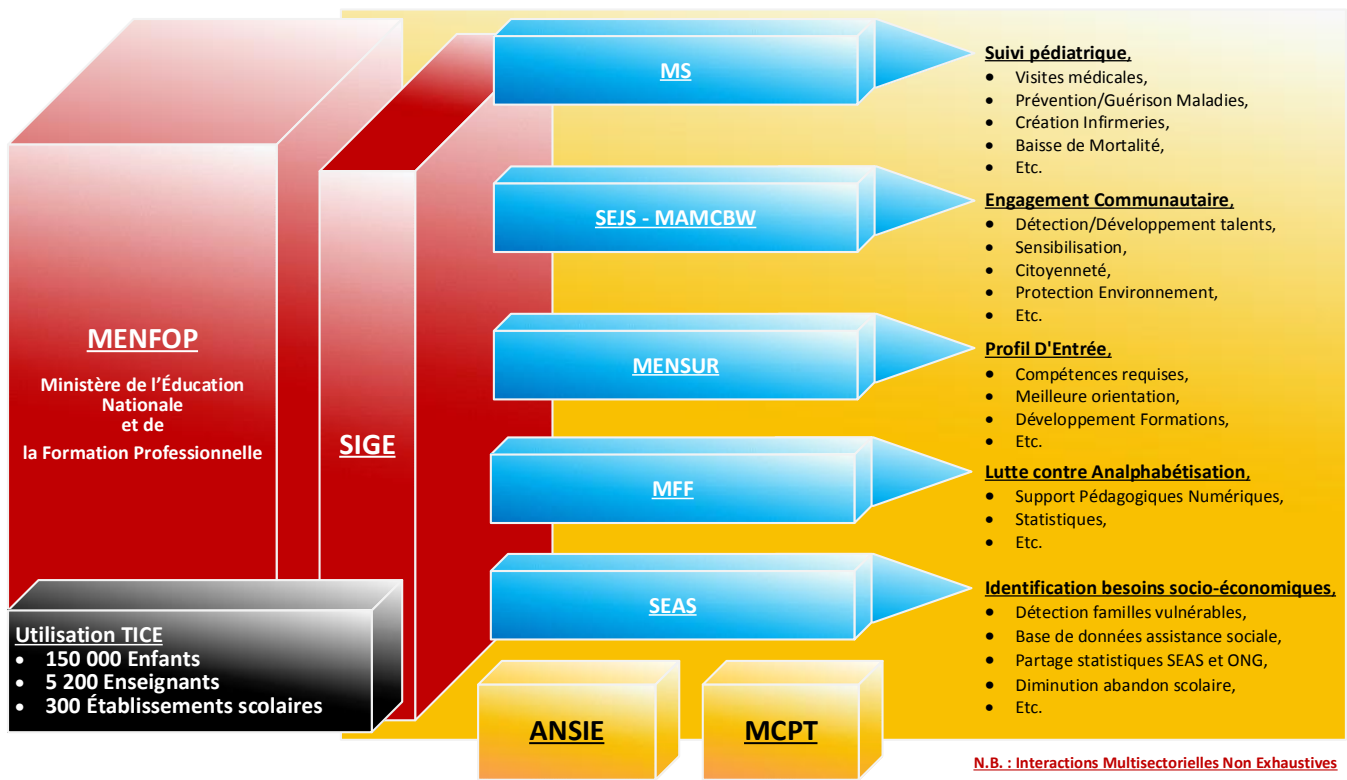 MENFOP
Ministère de l'Éducation
Nationale
et de
la Formation Professionnelle
Utilisation TICE
• 150 000 Enfants
• 5 200 Enseignants
• 300 Établissements scolaires
SIGE
MS
Suivi pédiatrique,
• Visites médicales,
• Prévention/Guérison Maladies,
• Création Infirmeries,
• Baisse de Mortalité,
• Etc.
SEJS - MAMCBW
Engagement Communautaire,
• Détection/Développement talents,
• Sensibilisation,
• Citoyenneté,
• Protection Environnement,
• Etc.
MENSUR
Profil D'Entrée,
• Compétences requises,
• Meilleure orientation,
• Développement Formations,
• Etc.
MFF
Lutte contre Analphabétisation,
• Support Pédagogiques Numériques,
• Statistiques,
• Etc.
SEAS
Identification besoins socio-économiques,
• Détection familles vulnérables,
• Base de données assistance sociale,
• Partage statistiques SEAS et ONG,
• Diminution abandon scolaire,
• Etc.
ANSIE
MCPT
N.B. : Interactions Multisectorielles Non Exhaustives